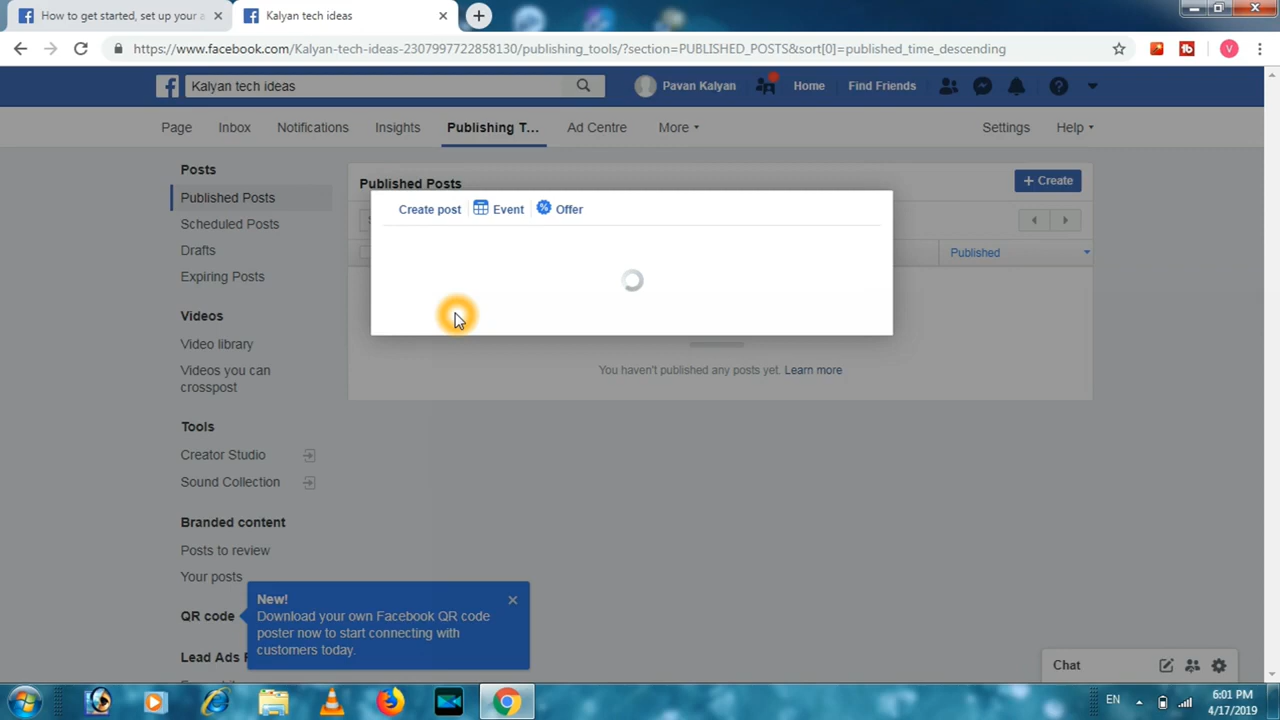 How to get started, set up your a
Kalyan tech ideas
https://www.facebook.com/Kalyan-tech-ideas-2307997722858130/publishing_tools/?section=PUBLISHED_POSTS&sort[0]=published_time_descending
V
Kalyan tech ideas
Pavan Kalyan
Home
Find Friends
Page
Inbox
Notifications
Insights
Publishing T...
Ad Centre
More
Settings
Help
Posts
Published Posts
Scheduled Posts
Drafts
Expiring Posts
Videos
Video library
Videos you can
crosspost
Tools
Creator Studio
Sound Collection
Branded content
Posts to review
Your posts
QR code
Lead Ads F
Published Posts
+ Create
Create post
Event
Offer
Published
You haven't published any posts yet. Learn more
New!
Download your own Facebook QR code
poster now to start connecting with
customers today.
Chat
EN
6:01 PM
4/17/2019